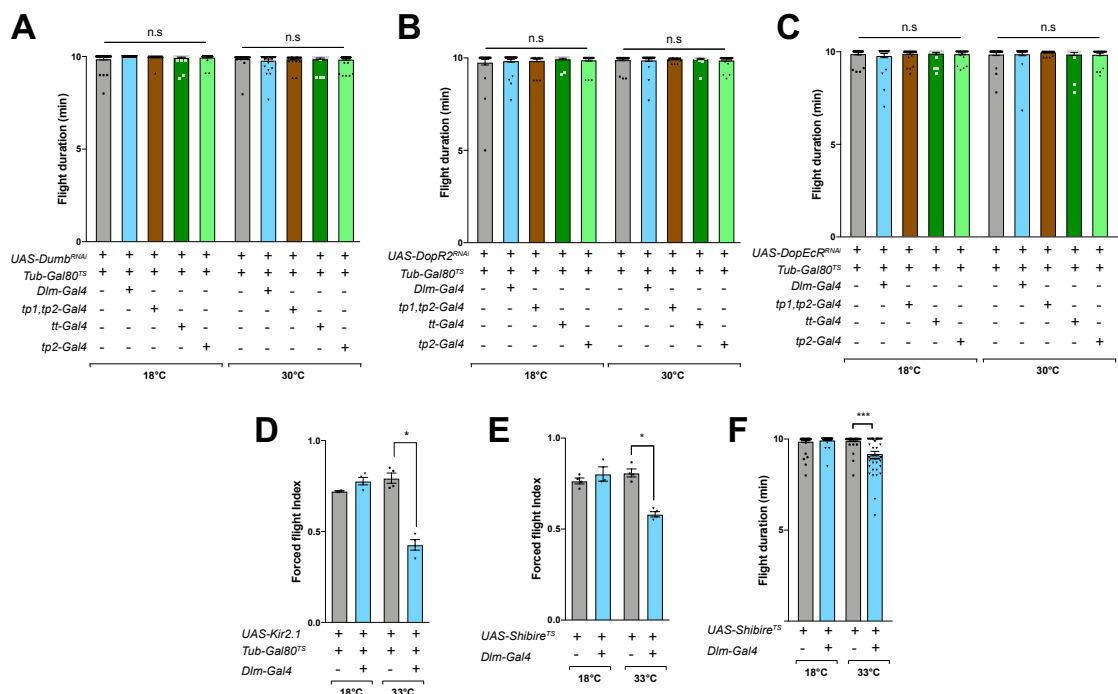 A
n.s
n.s
Flight duration (min)
10
5
0
UAS-Dumb^RNAi + + + + + + + + + +
Tub-Gal80^TS + + + + + + + + + +
Dlm-Gal4 - + - - - - + - - -
tp1,tp2-Gal4 - - + - - - - + - -
tt-Gal4 - - - + - - - - + -
tp2-Gal4 - - - - + - - - - +
18°C 30°C
B
n.s
n.s
Flight duration (min)
10
5
0
UAS-DopR2^RNAi + + + + + + + + + +
Tub-Gal80^TS + + + + + + + + + +
Dlm-Gal4 - + - - - - + - - -
tp1,tp2-Gal4 - - + - - - - + - -
tt-Gal4 - - - + - - - - + -
tp2-Gal4 - - - - + - - - - +
18°C 30°C
C
n.s
n.s
Flight duration (min)
10
5
0
UAS-DopEcR^RNAi + + + + + + + + + +
Tub-Gal80^TS + + + + + + + + + +
Dlm-Gal4 - + - - - - + - - -
tp1,tp2-Gal4 - - + - - - - + - -
tt-Gal4 - - - + - - - - + -
tp2-Gal4 - - - - + - - - - +
18°C 30°C
D
*
Forced flight Index
1.0
0.5
0.0
UAS-Kir2.1 + + + +
Tub-Gal80^TS + + + +
Dlm-Gal4 - + - +
18°C 33°C
E
*
Forced flight Index
1.0
0.5
0.0
UAS-Shibire^TS + + + +
Dlm-Gal4 - + - +
18°C 33°C
F
***
Flight duration (min)
10
5
0
UAS-Shibire^TS + + + +
Dlm-Gal4 - + - +
18°C 33°C